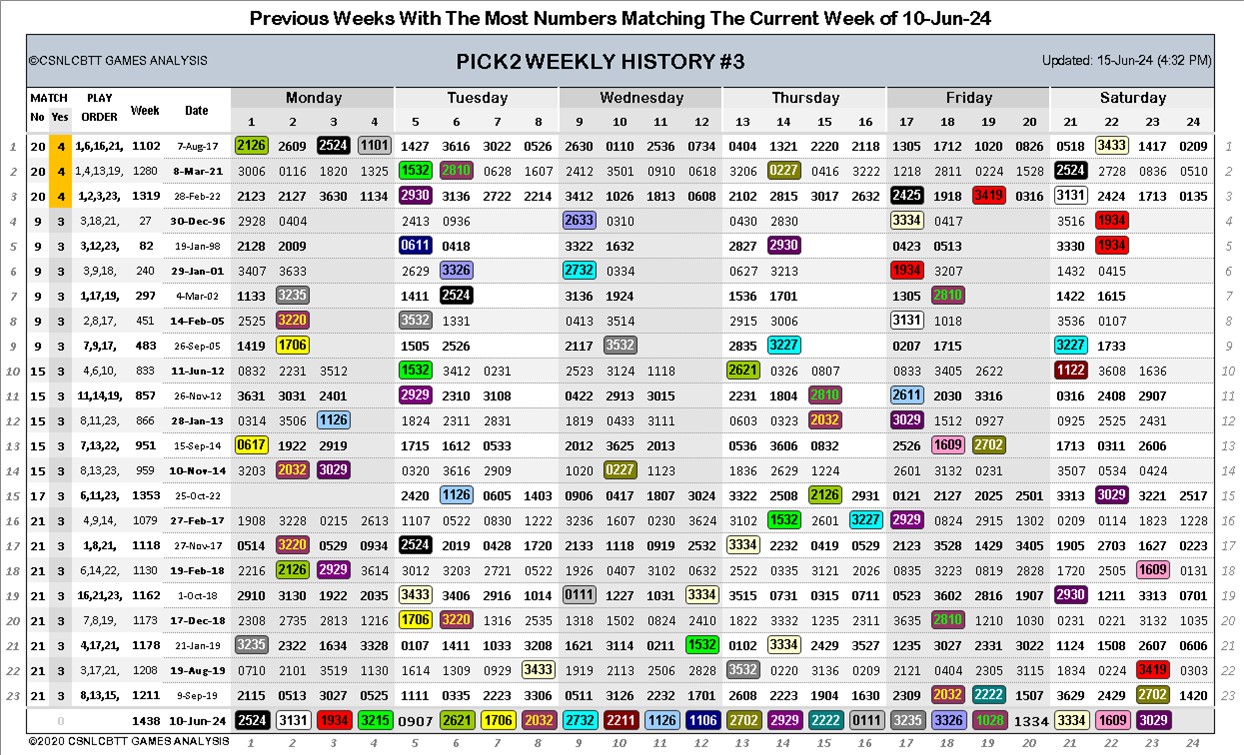 Previous Weeks With The Most Numbers Matching The Current Week of 10-Jun-24
©CSNLCBTT GAMES ANALYSIS PICK2 WEEKLY HISTORY #3 Updated: 15-Jun-24 (4:32 PM)
MATCH PLAY Week Date Monday Tuesday Wednesday Thursday Friday Saturday
No Yes ORDER 1 2 3 4 5 6 7 8 9 10 11 12 13 14 15 16 17 18 19 20 21 22 23 24
1 20 4 1,6,16,21, 1102 7-Aug-17 2126 2609 2524 1101 1427 3616 3022 0526 2630 0110 2536 0734 0404 1321 2220 2118 1305 1712 1020 0826 0518 3433 1417 0209 1
2 20 4 1,4,13,19, 1280 8-Mar-21 3006 0116 1820 1325 1532 2810 0628 1607 2412 3501 0910 0618 3206 0227 0416 3222 1218 2811 0224 1528 2524 2728 0836 0510 2
3 20 4 1,2,3,23, 1319 28-Feb-22 2123 2127 3630 1134 2930 3136 2722 2214 3412 1026 1813 0608 2102 2815 3017 2632 2425 1918 3419 0316 3131 2424 1713 0135 3
4 9 3 3,18,21, 27 30-Dec-96 2928 0404 2413 0936 2633 0310 0430 2830 3334 0417 3516 1934 4
5 9 3 3,12,23, 82 19-Jan-98 2128 2009 0611 0418 3322 1632 2827 2930 0423 0513 3330 1934 5
6 9 3 3,9,18, 240 29-Jan-01 3407 3633 2629 3326 2732 0334 0627 3213 1934 3207 1432 0415 6
7 9 3 1,17,19, 297 4-Mar-02 1133 3235 1411 2524 3136 1924 1536 1701 1305 2810 1422 1615 7
8 9 3 2,8,17, 451 14-Feb-05 2525 3220 3532 1331 0413 3514 2915 3006 3131 1018 3536 0107 8
9 9 3 7,9,17, 483 26-Sep-05 1419 1706 1505 2526 2117 3532 2835 3227 0207 1715 3227 1733 9
10 15 3 4,6,10, 833 11-Jun-12 0832 2231 3512 1532 3412 0231 2523 3124 1118 2621 0326 0807 0833 3405 2622 1122 3608 1636 10
11 15 3 11,14,19, 857 26-Nov-12 3631 3031 2401 2929 2310 3108 0422 2913 3015 2231 1804 2810 2611 2030 3316 0316 2408 2907 11
12 15 3 8,11,23, 866 28-Jan-13 0314 3506 1126 1824 2311 2831 1819 0433 3111 0603 0323 2032 3029 1512 0927 0925 2525 2431 12
13 15 3 7,13,22, 951 15-Sep-14 0617 1922 2919 1715 1612 0533 2012 3625 2013 0536 3606 0832 2526 1609 2702 1713 0311 2606 13
14 15 3 8,13,23, 959 10-Nov-14 3203 2032 3029 0320 3616 2909 1020 0227 1123 1836 2629 1224 2601 3132 0231 3507 0534 0424 14
15 17 3 6,11,23, 1353 25-Oct-22 2420 1126 0605 1403 0906 0417 1807 3024 3322 2508 2126 2931 0121 2127 2025 2501 3313 3029 3221 2517 15
16 21 3 4,9,14, 1079 27-Feb-17 1908 3228 0215 2613 1107 0522 0830 1222 3236 1607 0230 3624 3102 1532 2601 3227 2929 0824 2915 1302 0209 0114 1823 1228 16
17 21 3 1,8,21, 1118 27-Nov-17 0514 3220 0529 0934 2524 2019 0428 1720 2133 1118 0919 2532 3334 2232 0419 0529 2123 3528 1429 3405 1905 2703 1627 0223 17
18 21 3 6,14,22, 1130 19-Feb-18 2216 2126 2929 3614 3012 3203 2721 0522 1926 0407 3102 0632 2522 3335 3121 2026 0835 3223 0819 2828 1720 2505 1609 0131 18
19 21 3 16,21,23, 1162 1-Oct-18 2910 3130 1922 2035 3433 3406 2916 1014 0111 1227 1031 3334 3515 0731 0315 0711 0523 3602 2816 1907 2930 1211 3313 0701 19
20 21 3 7,8,19, 1173 17-Dec-18 2308 2735 2813 1216 1706 3220 1316 2535 1318 1502 0824 2410 1822 3332 1235 2311 3635 2810 1210 1030 0231 0221 3132 1035 20
21 21 3 4,17,21, 1178 21-Jan-19 3235 2322 1634 3328 0107 1411 1033 3208 1621 3114 0211 1532 0102 3334 2429 3527 1235 3027 2331 3022 1124 1508 2607 0606 21
22 21 3 3,17,21, 1208 19-Aug-19 0710 2101 3519 1130 1614 1309 0929 3433 1919 2113 2506 2828 3532 0220 3136 0209 2121 0404 2305 3115 1834 0224 3419 0303 22
23 21 3 8,13,15, 1211 9-Sep-19 2115 0513 3027 0525 1111 0335 2223 3306 0511 3126 2232 1701 2608 2223 1904 1630 2309 2032 2222 1507 3629 2429 2702 1420 23
0 1438 10-Jun-24 2524 3131 1934 3215 0907 2621 1706 2032 2732 2211 1126 1106 2702 2929 2222 0111 3235 3326 1028 1334 3334 1609 3029
©2020 CSNLCBTT GAMES ANALYSIS 1 2 3 4 5 6 7 8 9 10 11 12 13 14 15 16 17 18 19 20 21 22 23 24